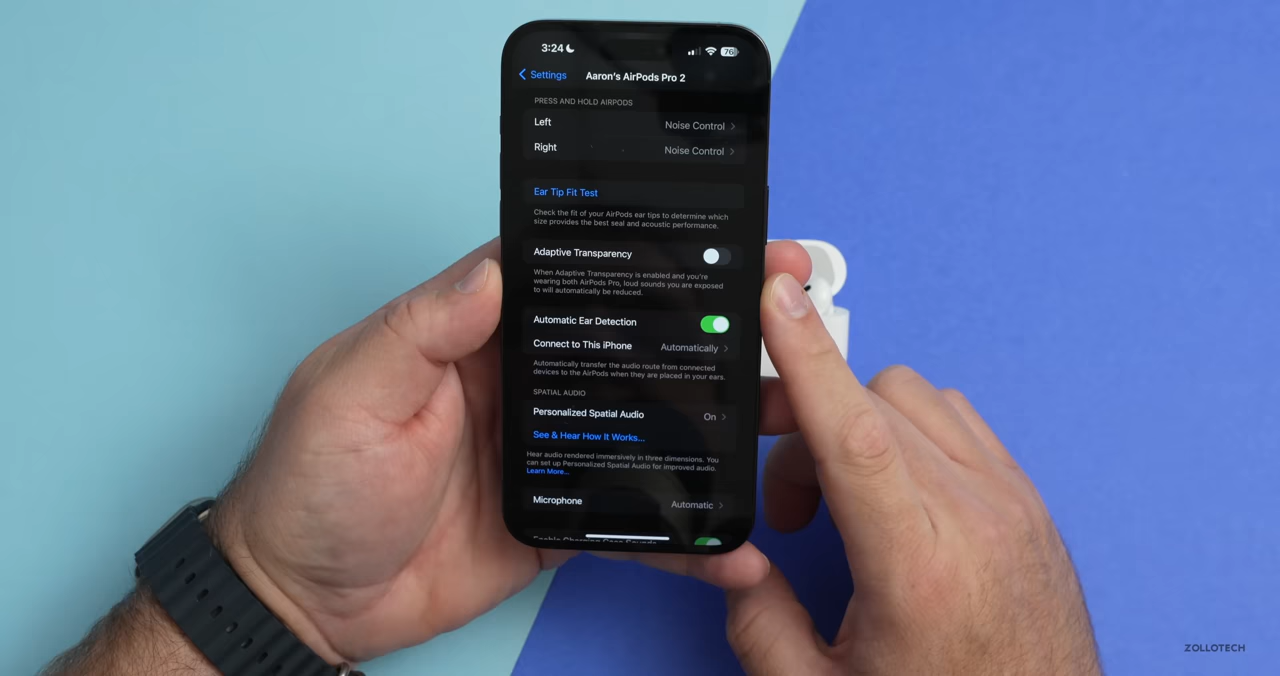 3:24
76
Settings
Aaron's AirPods Pro 2
PRESS AND HOLD AIRPODS
Left Noise Control
Right Noise Control
Ear Tip Fit Test
Check the fit of your AirPods ear tips to determine which
size provides the best seal and acoustic performance.
Adaptive Transparency
When Adaptive Transparency is enabled and you're
wearing both AirPods Pro, loud sounds you are exposed
to will automatically be reduced.
Automatic Ear Detection
Connect to This iPhone Automatically
Automatically transfer the audio route from connected
devices to the AirPods when they are placed in your ears.
SPATIAL AUDIO
Personalized Spatial Audio On
See & Hear How It Works...
Hear audio rendered immersively in three dimensions. You
can set up Personalized Spatial Audio for improved audio.
Learn More...
Microphone Automatic
Enable Charging Case Sounds
ZOLLOTECH